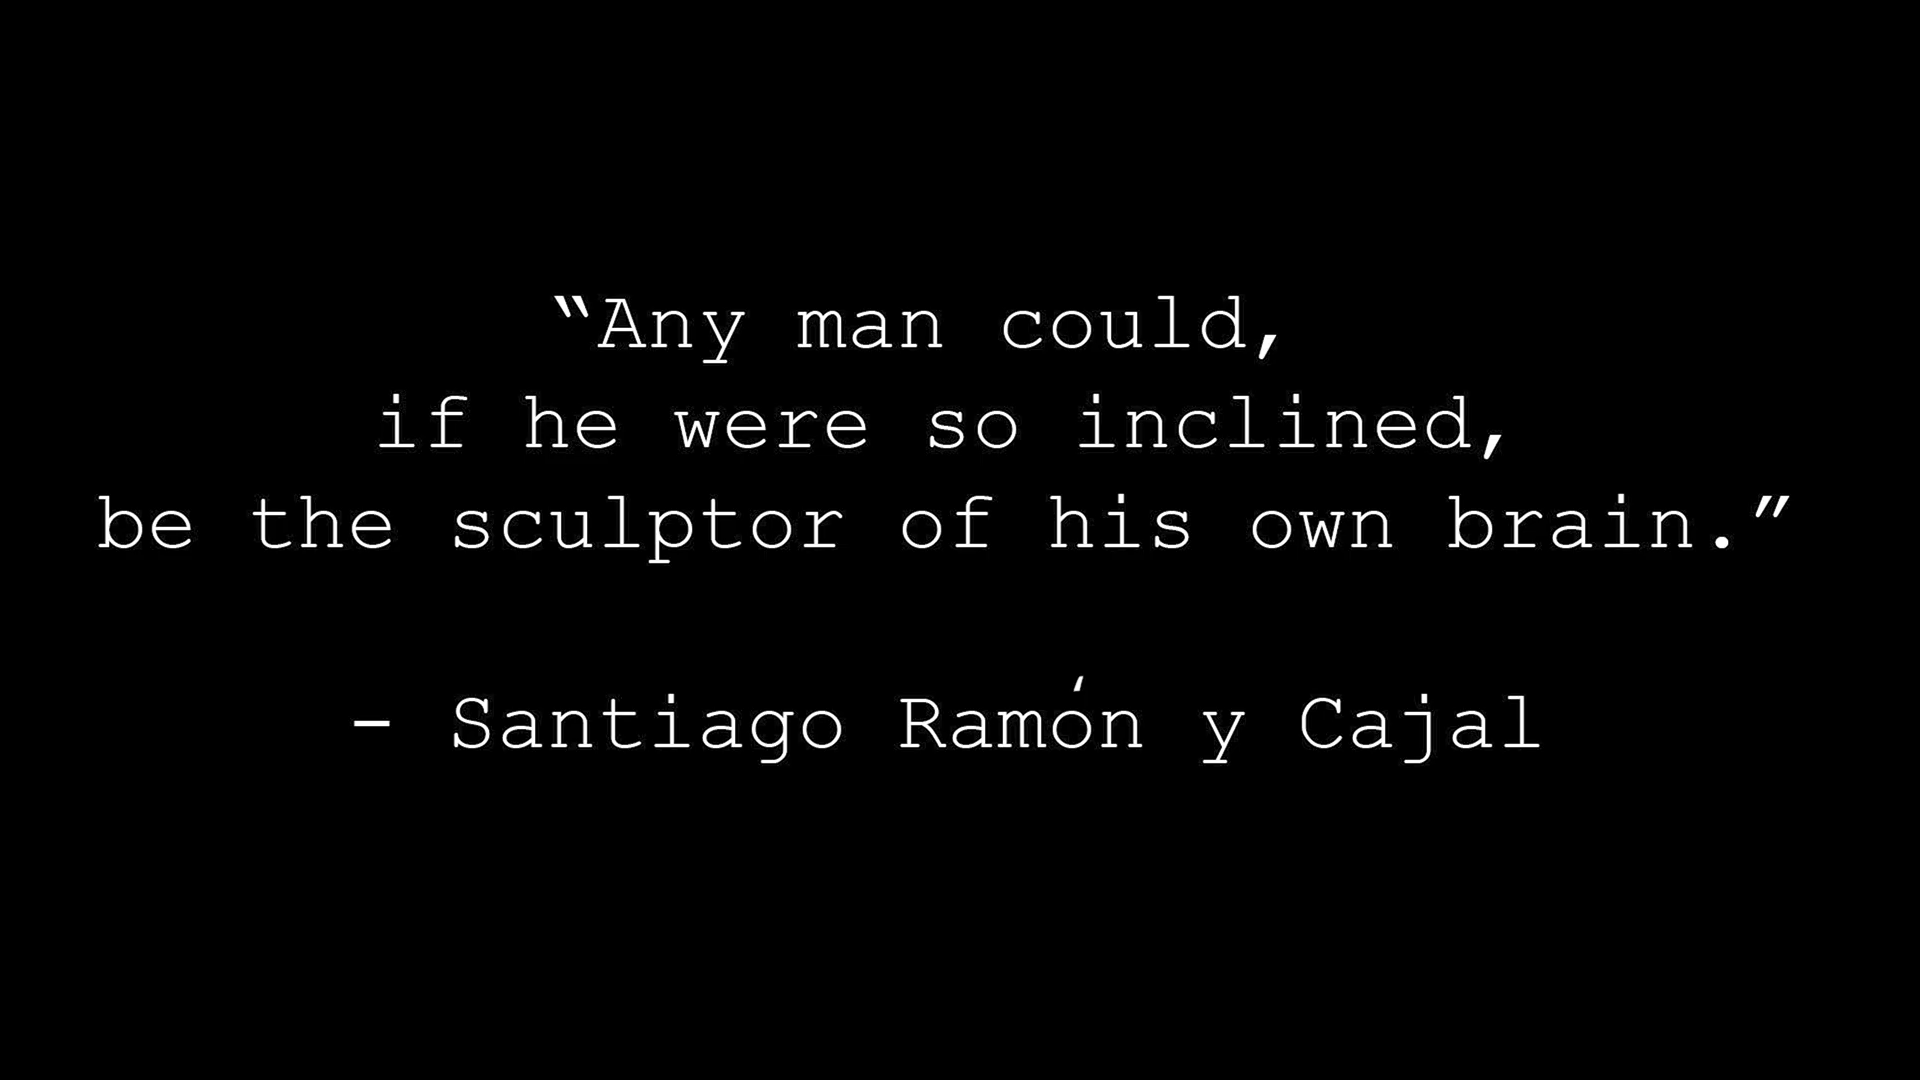 “Any man could,
if he were so inclined,
be the sculptor of his own brain.”
- Santiago Ramón y Cajal